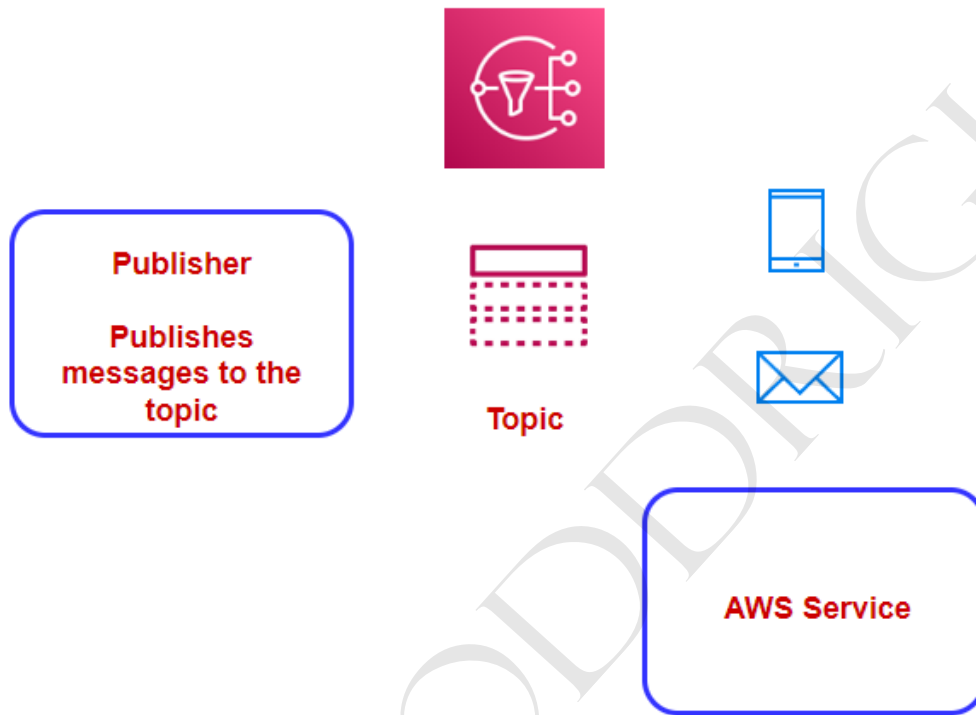 Publisher
Publishes
messages to the
topic
Topic
AWS Service